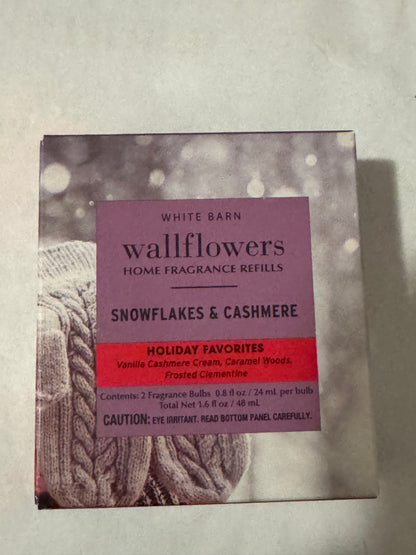 WHITE BARN
wallflowers
HOME FRAGRANCE REFILLS
SNOWFLAKES & CASHMERE
HOLIDAY FAVORITES
Vanilla Cashmere Cream, Caramel Woods,
Frosted Clementine
Contents: 2 Fragrance Bulbs 0.8 fl oz / 24 mL per bulb
Total Net 1.6 fl oz / 48 mL
CAUTION: EYE IRRITANT. READ BOTTOM PANEL CAREFULLY.